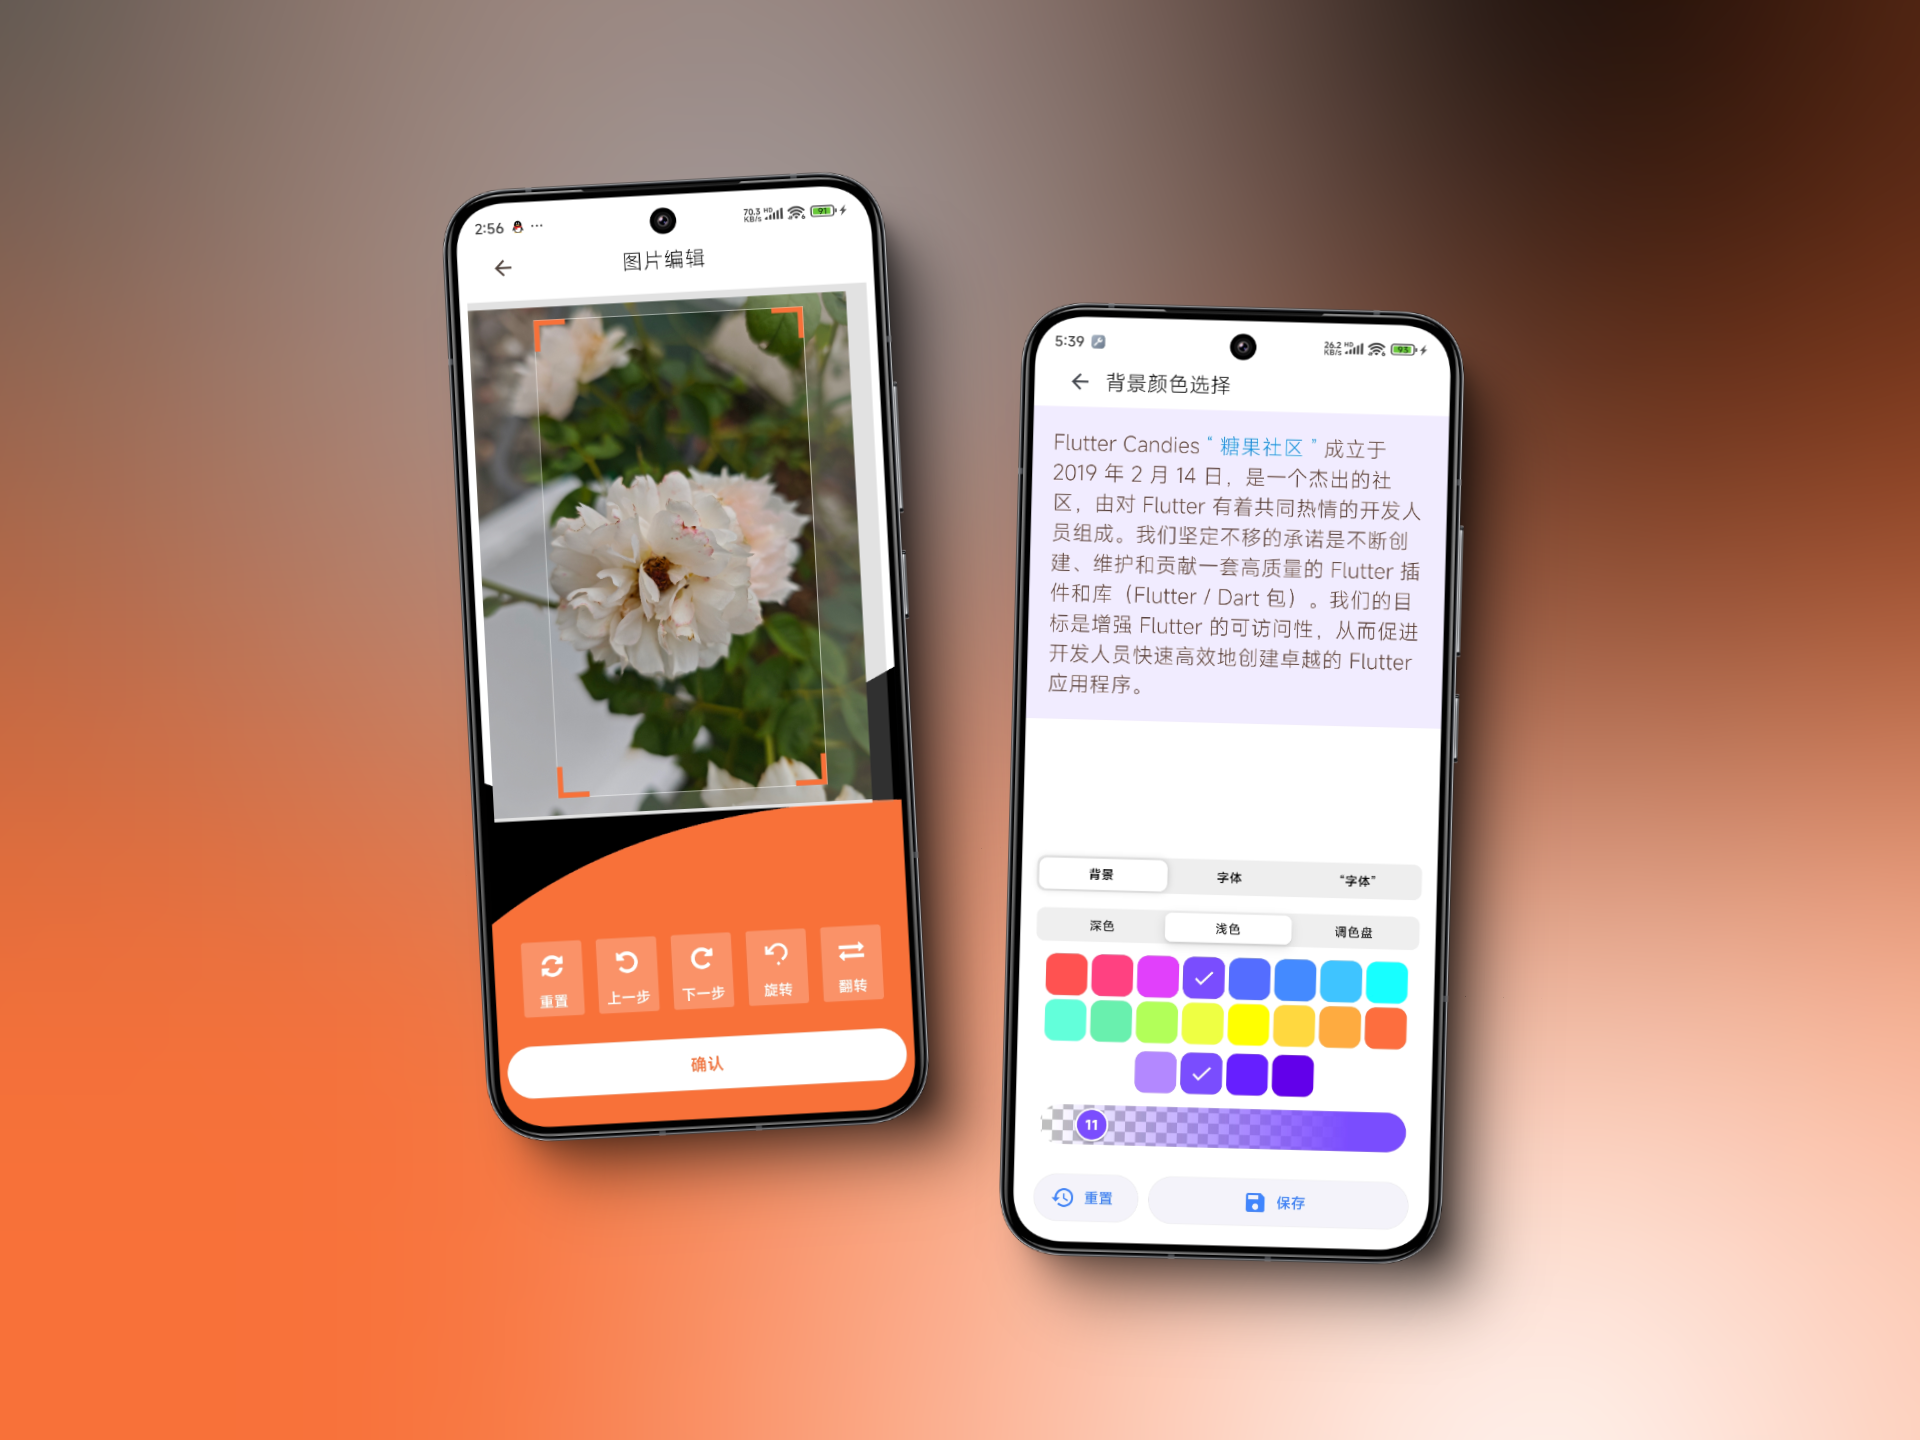 2:56 ···
70.3 KB/s HD 91
图片编辑
重置
上一步
下一步
旋转
翻转
确认
5:39
26.2 KB/s HD 93
背景颜色选择
Flutter Candies “ 糖果社区 ” 成立于
2019 年 2 月 14 日，是一个杰出的社
区，由对 Flutter 有着共同热情的开发人
员组成。我们坚定不移的承诺是不断创
建、维护和贡献一套高质量的 Flutter 插
件和库（Flutter / Dart 包）。我们的目
标是增强 Flutter 的可访问性，从而促进
开发人员快速高效地创建卓越的 Flutter
应用程序。
背景 字体 “字体”
深色 浅色 调色盘
11
重置 保存